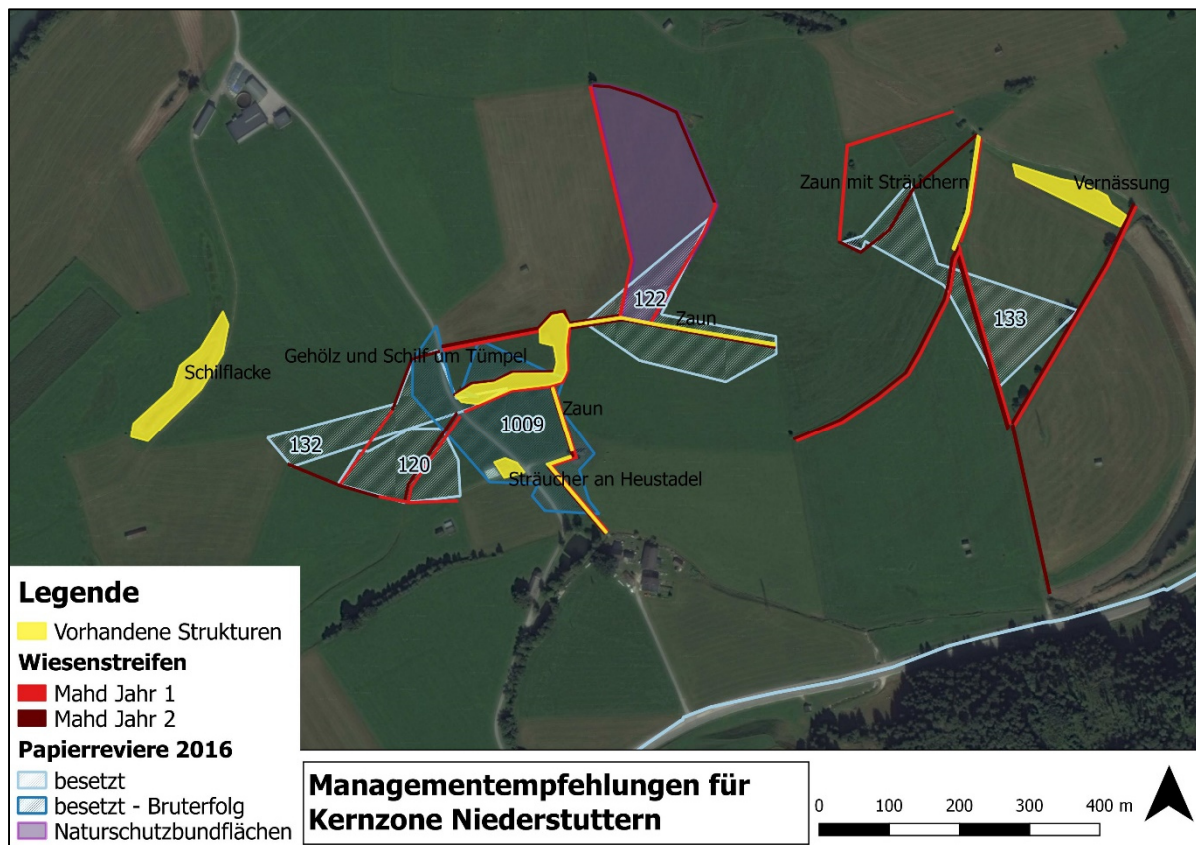 Zaun mit Sträuchern
Vernässung
122
Zaun
133
Gehölz und Schilf um Tümpel
Schilflacke
Zaun
1009
132
120
Sträucher an Heustadel
Legende
Vorhandene Strukturen
Wiesenstreifen
Mahd Jahr 1
Mahd Jahr 2
Papierreviere 2016
besetzt
besetzt - Bruterfolg
Naturschutzbundflächen
Managementempfehlungen für
Kernzone Niederstuttern
0 100 200 300 400 m